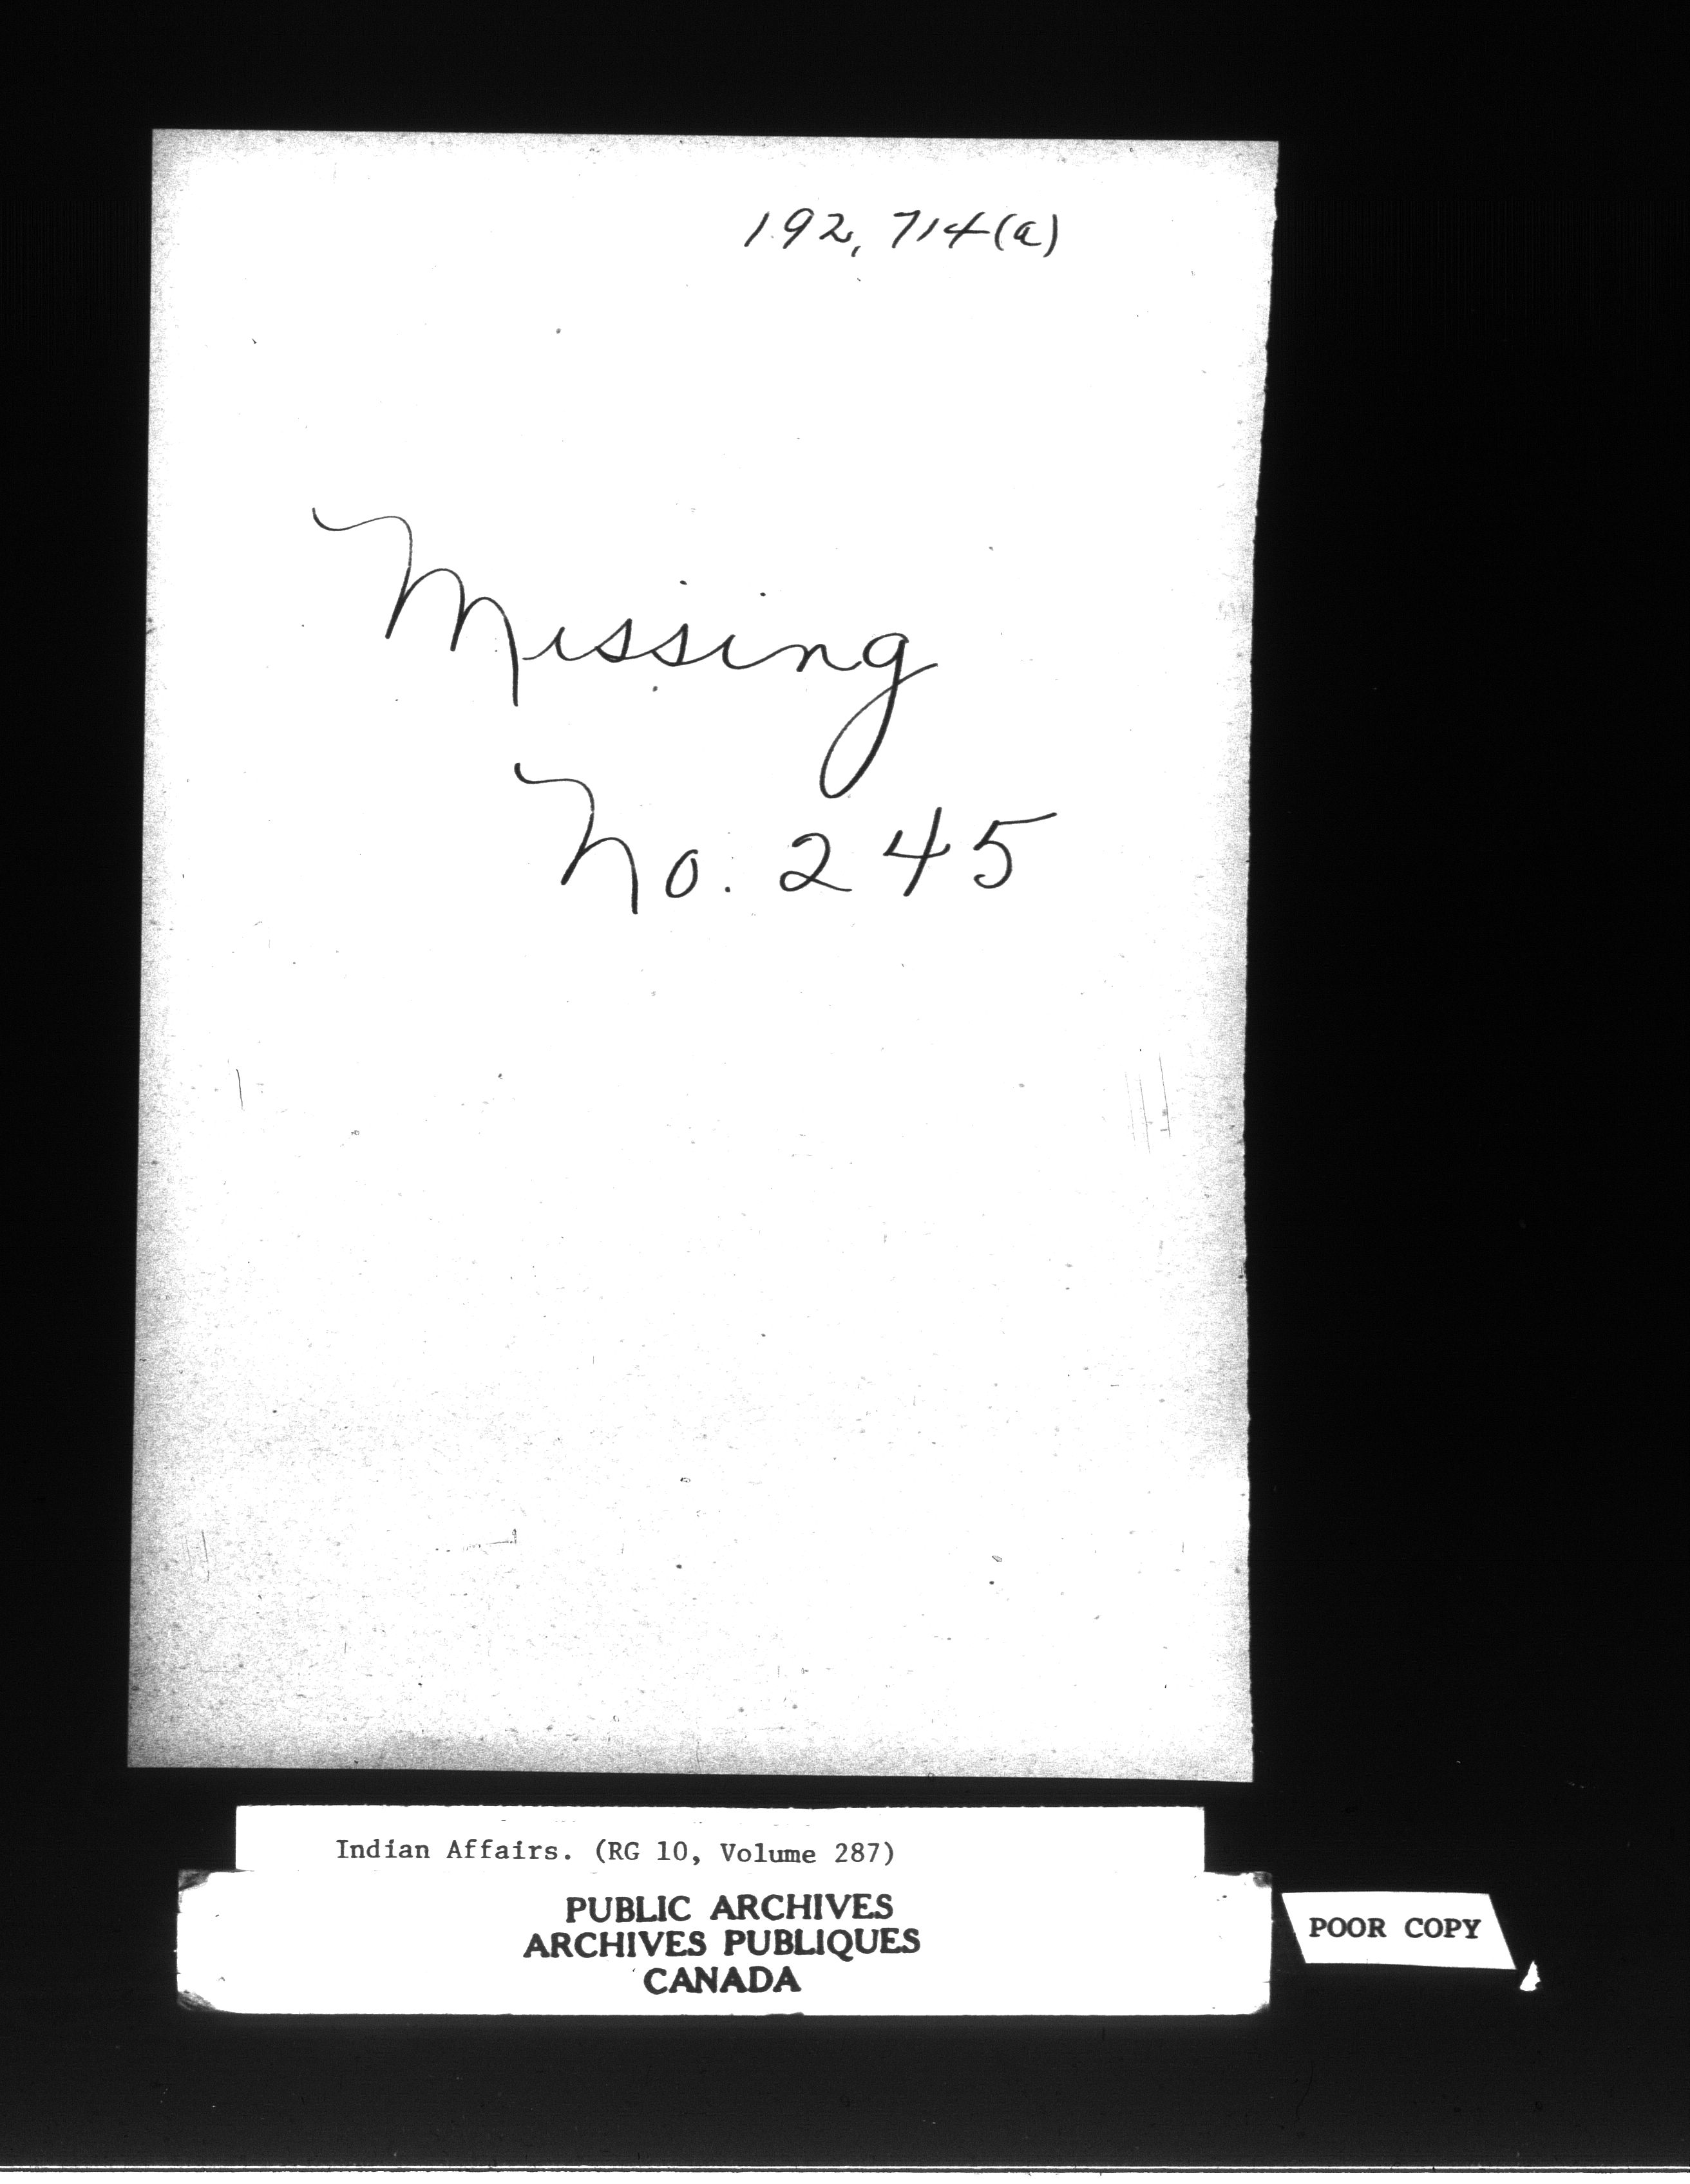 192,714(a)
Missing
No. 245
Indian Affairs. (RG 10, Volume 287)
PUBLIC ARCHIVES
ARCHIVES PUBLIQUES
CANADA
POOR COPY